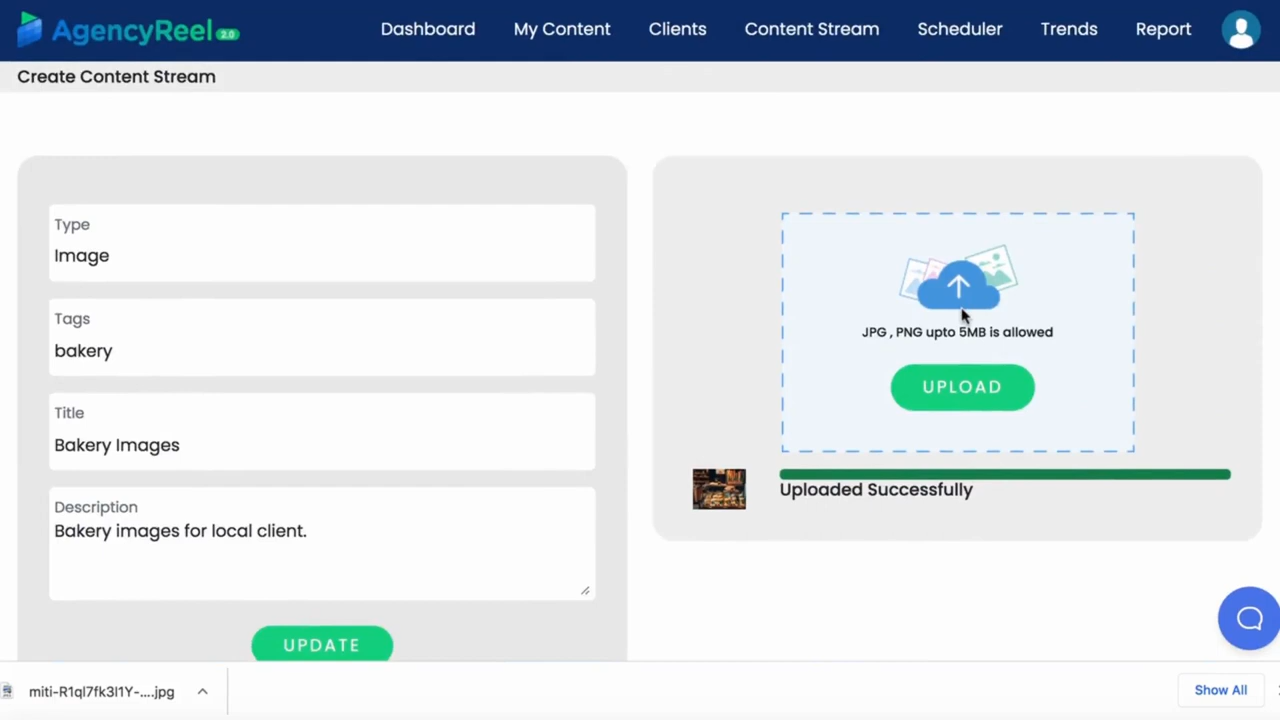 AgencyReel 2.0
Dashboard
My Content
Clients
Content Stream
Scheduler
Trends
Report
Create Content Stream
Type
Image
Tags
bakery
Title
Bakery Images
Description
Bakery images for local client.
UPDATE
JPG , PNG upto 5MB is allowed
UPLOAD
Uploaded Successfully
miti-R1ql7fk3I1Y-....jpg
Show All